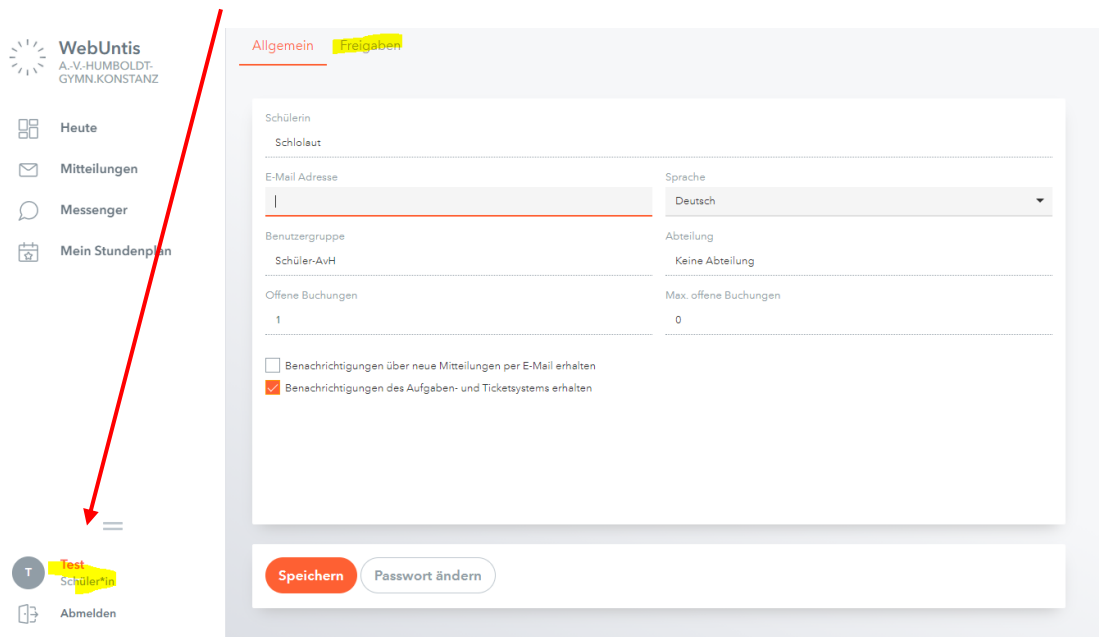 WebUntis
A.-V.-HUMBOLDT-
GYMN.KONSTANZ
Heute
Mitteilungen
Messenger
Mein Stundenplan
T
Test
Schüler*in
Abmelden
Allgemein Freigaben
Schülerin
Schlolaut
E-Mail Adresse Sprache
Deutsch
Benutzergruppe Abteilung
Schüler-AvH Keine Abteilung
Offene Buchungen Max. offene Buchungen
1 0
Benachrichtigungen über neue Mitteilungen per E-Mail erhalten
Benachrichtigungen des Aufgaben- und Ticketsystems erhalten
Speichern Passwort ändern